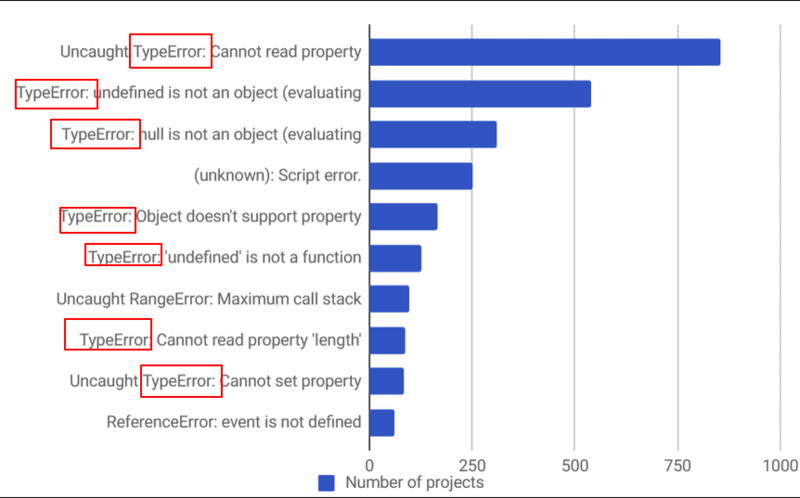 Uncaught TypeError: Cannot read property
TypeError: undefined is not an object (evaluating
TypeError: null is not an object (evaluating
(unknown): Script error.
TypeError: Object doesn't support property
TypeError: 'undefined' is not a function
Uncaught RangeError: Maximum call stack
TypeError: Cannot read property 'length'
Uncaught TypeError: Cannot set property
ReferenceError: event is not defined
0 250 500 750 1000
Number of projects